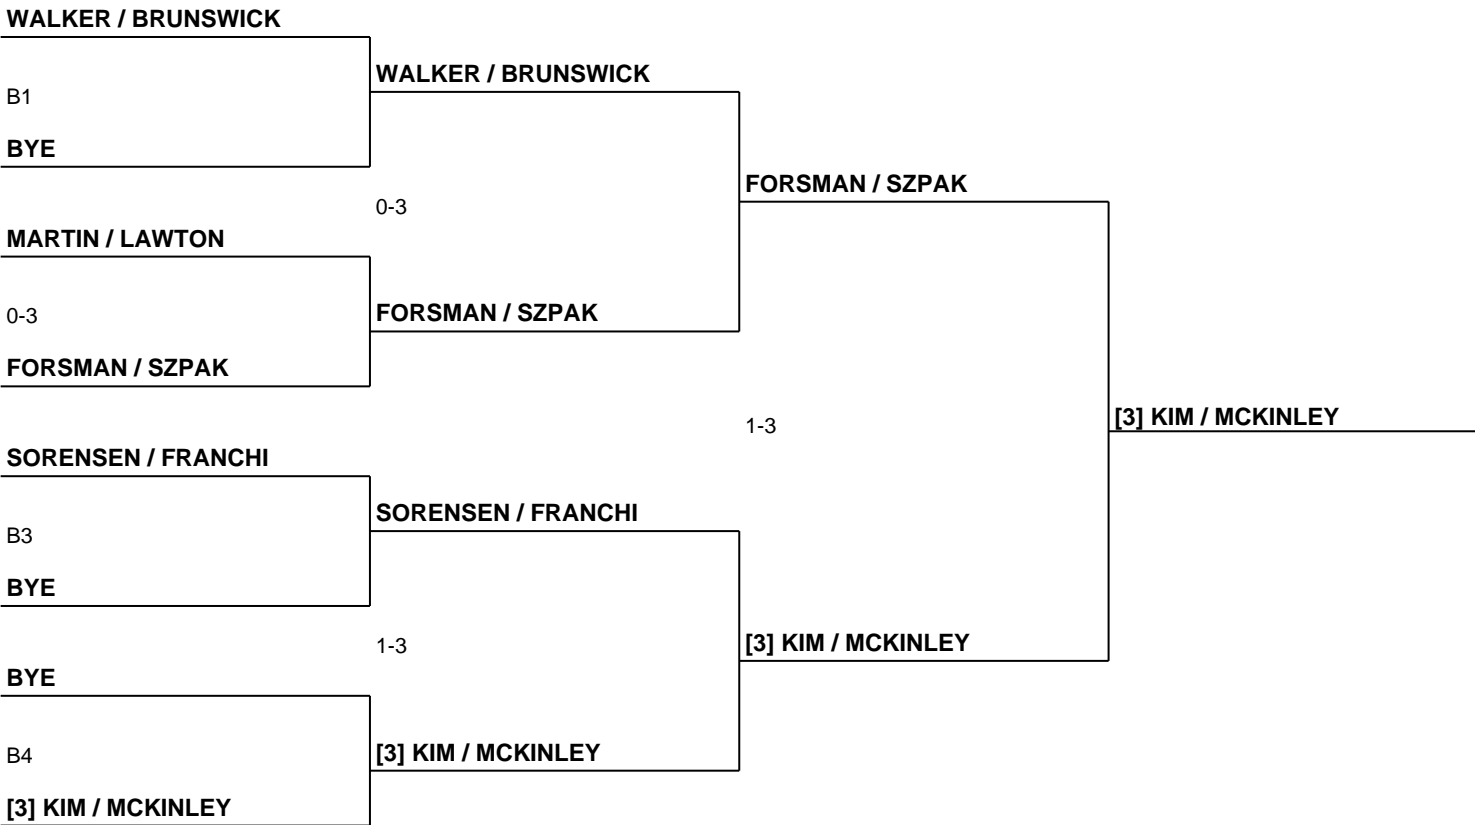 WALKER / BRUNSWICK
B1
BYE
MARTIN / LAWTON
0-3
FORSMAN / SZPAK
SORENSEN / FRANCHI
B3
BYE
BYE
B4
[3] KIM / MCKINLEY
WALKER / BRUNSWICK
0-3
FORSMAN / SZPAK
SORENSEN / FRANCHI
1-3
[3] KIM / MCKINLEY
FORSMAN / SZPAK
1-3
[3] KIM / MCKINLEY
[3] KIM / MCKINLEY